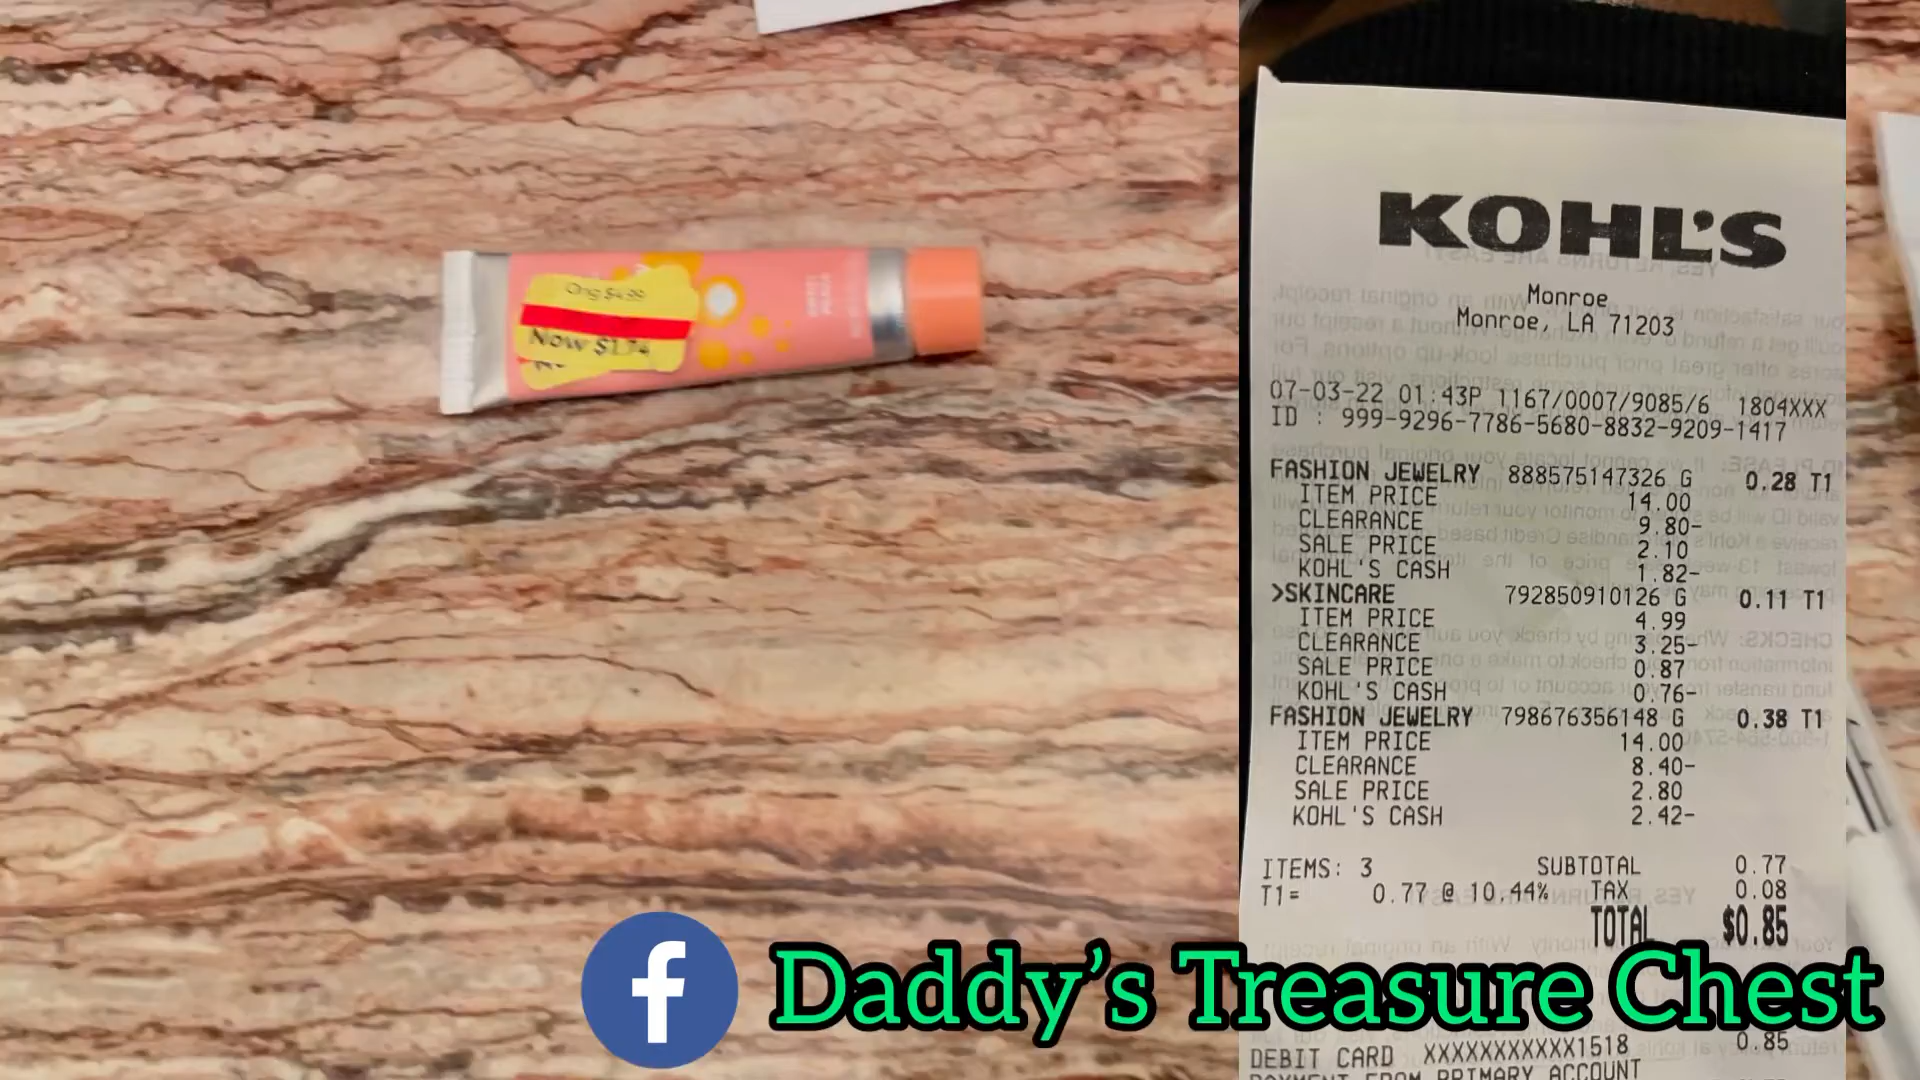 Orig $4.99
Now $1.74
KOHL'S
Monroe
Monroe, LA 71203
07-03-22 01:43P 1167/0007/9085/6 1804XXX
ID : 999-9296-7786-5680-8832-9209-1417
FASHION JEWELRY 888575147326 G 0.28 T1
ITEM PRICE 14.00
CLEARANCE 9.80-
SALE PRICE 2.10
KOHL'S CASH 1.82-
>SKINCARE 792850910126 G 0.11 T1
ITEM PRICE 4.99
CLEARANCE 3.25-
SALE PRICE 0.87
KOHL'S CASH 0.76-
FASHION JEWELRY 798676356148 G 0.38 T1
ITEM PRICE 14.00
CLEARANCE 8.40-
SALE PRICE 2.80
KOHL'S CASH 2.42-
ITEMS: 3 SUBTOTAL 0.77
T1= 0.77 @ 10.44% TAX 0.08
TOTAL $0.85
f Daddy's Treasure Chest
DEBIT CARD XXXXXXXXXXXX1518 0.85
PAYMENT FROM PRIMARY ACCOUNT